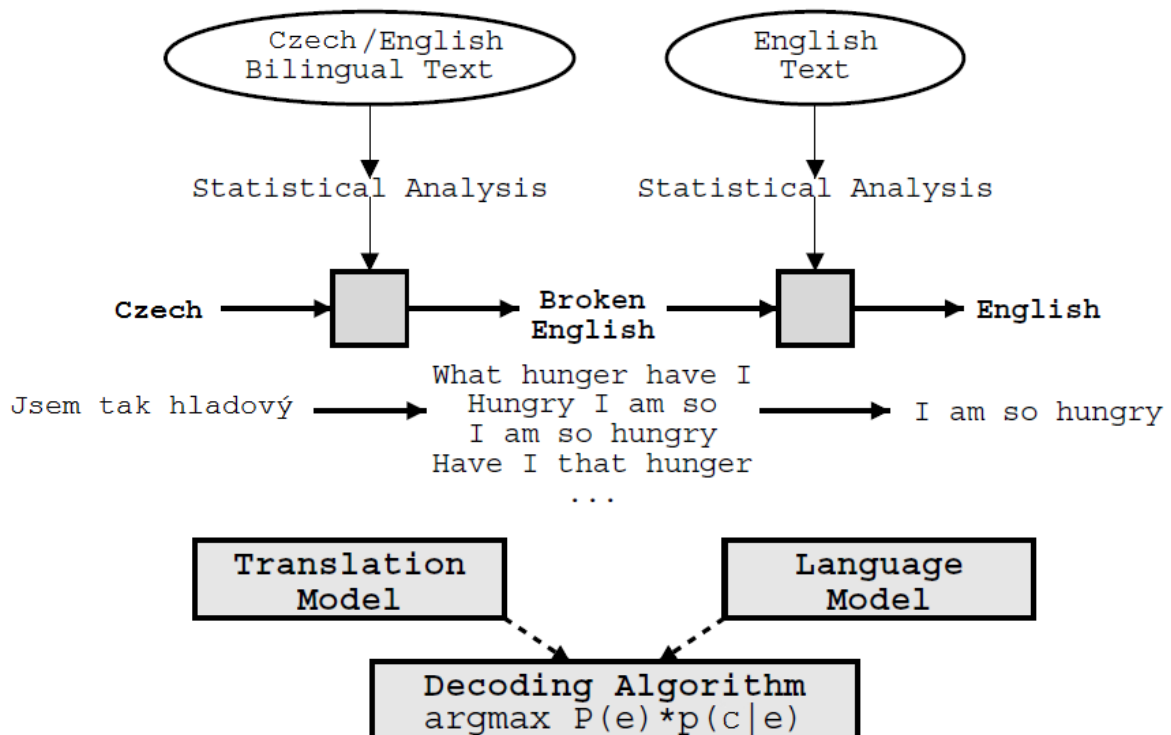 Czech/English
Bilingual Text
English
Text
Statistical Analysis
Statistical Analysis
Czech
Broken
English
English
Jsem tak hladový
What hunger have I
Hungry I am so
I am so hungry
Have I that hunger
...
I am so hungry
Translation
Model
Language
Model
Decoding Algorithm
argmax P(e)*p(c|e)